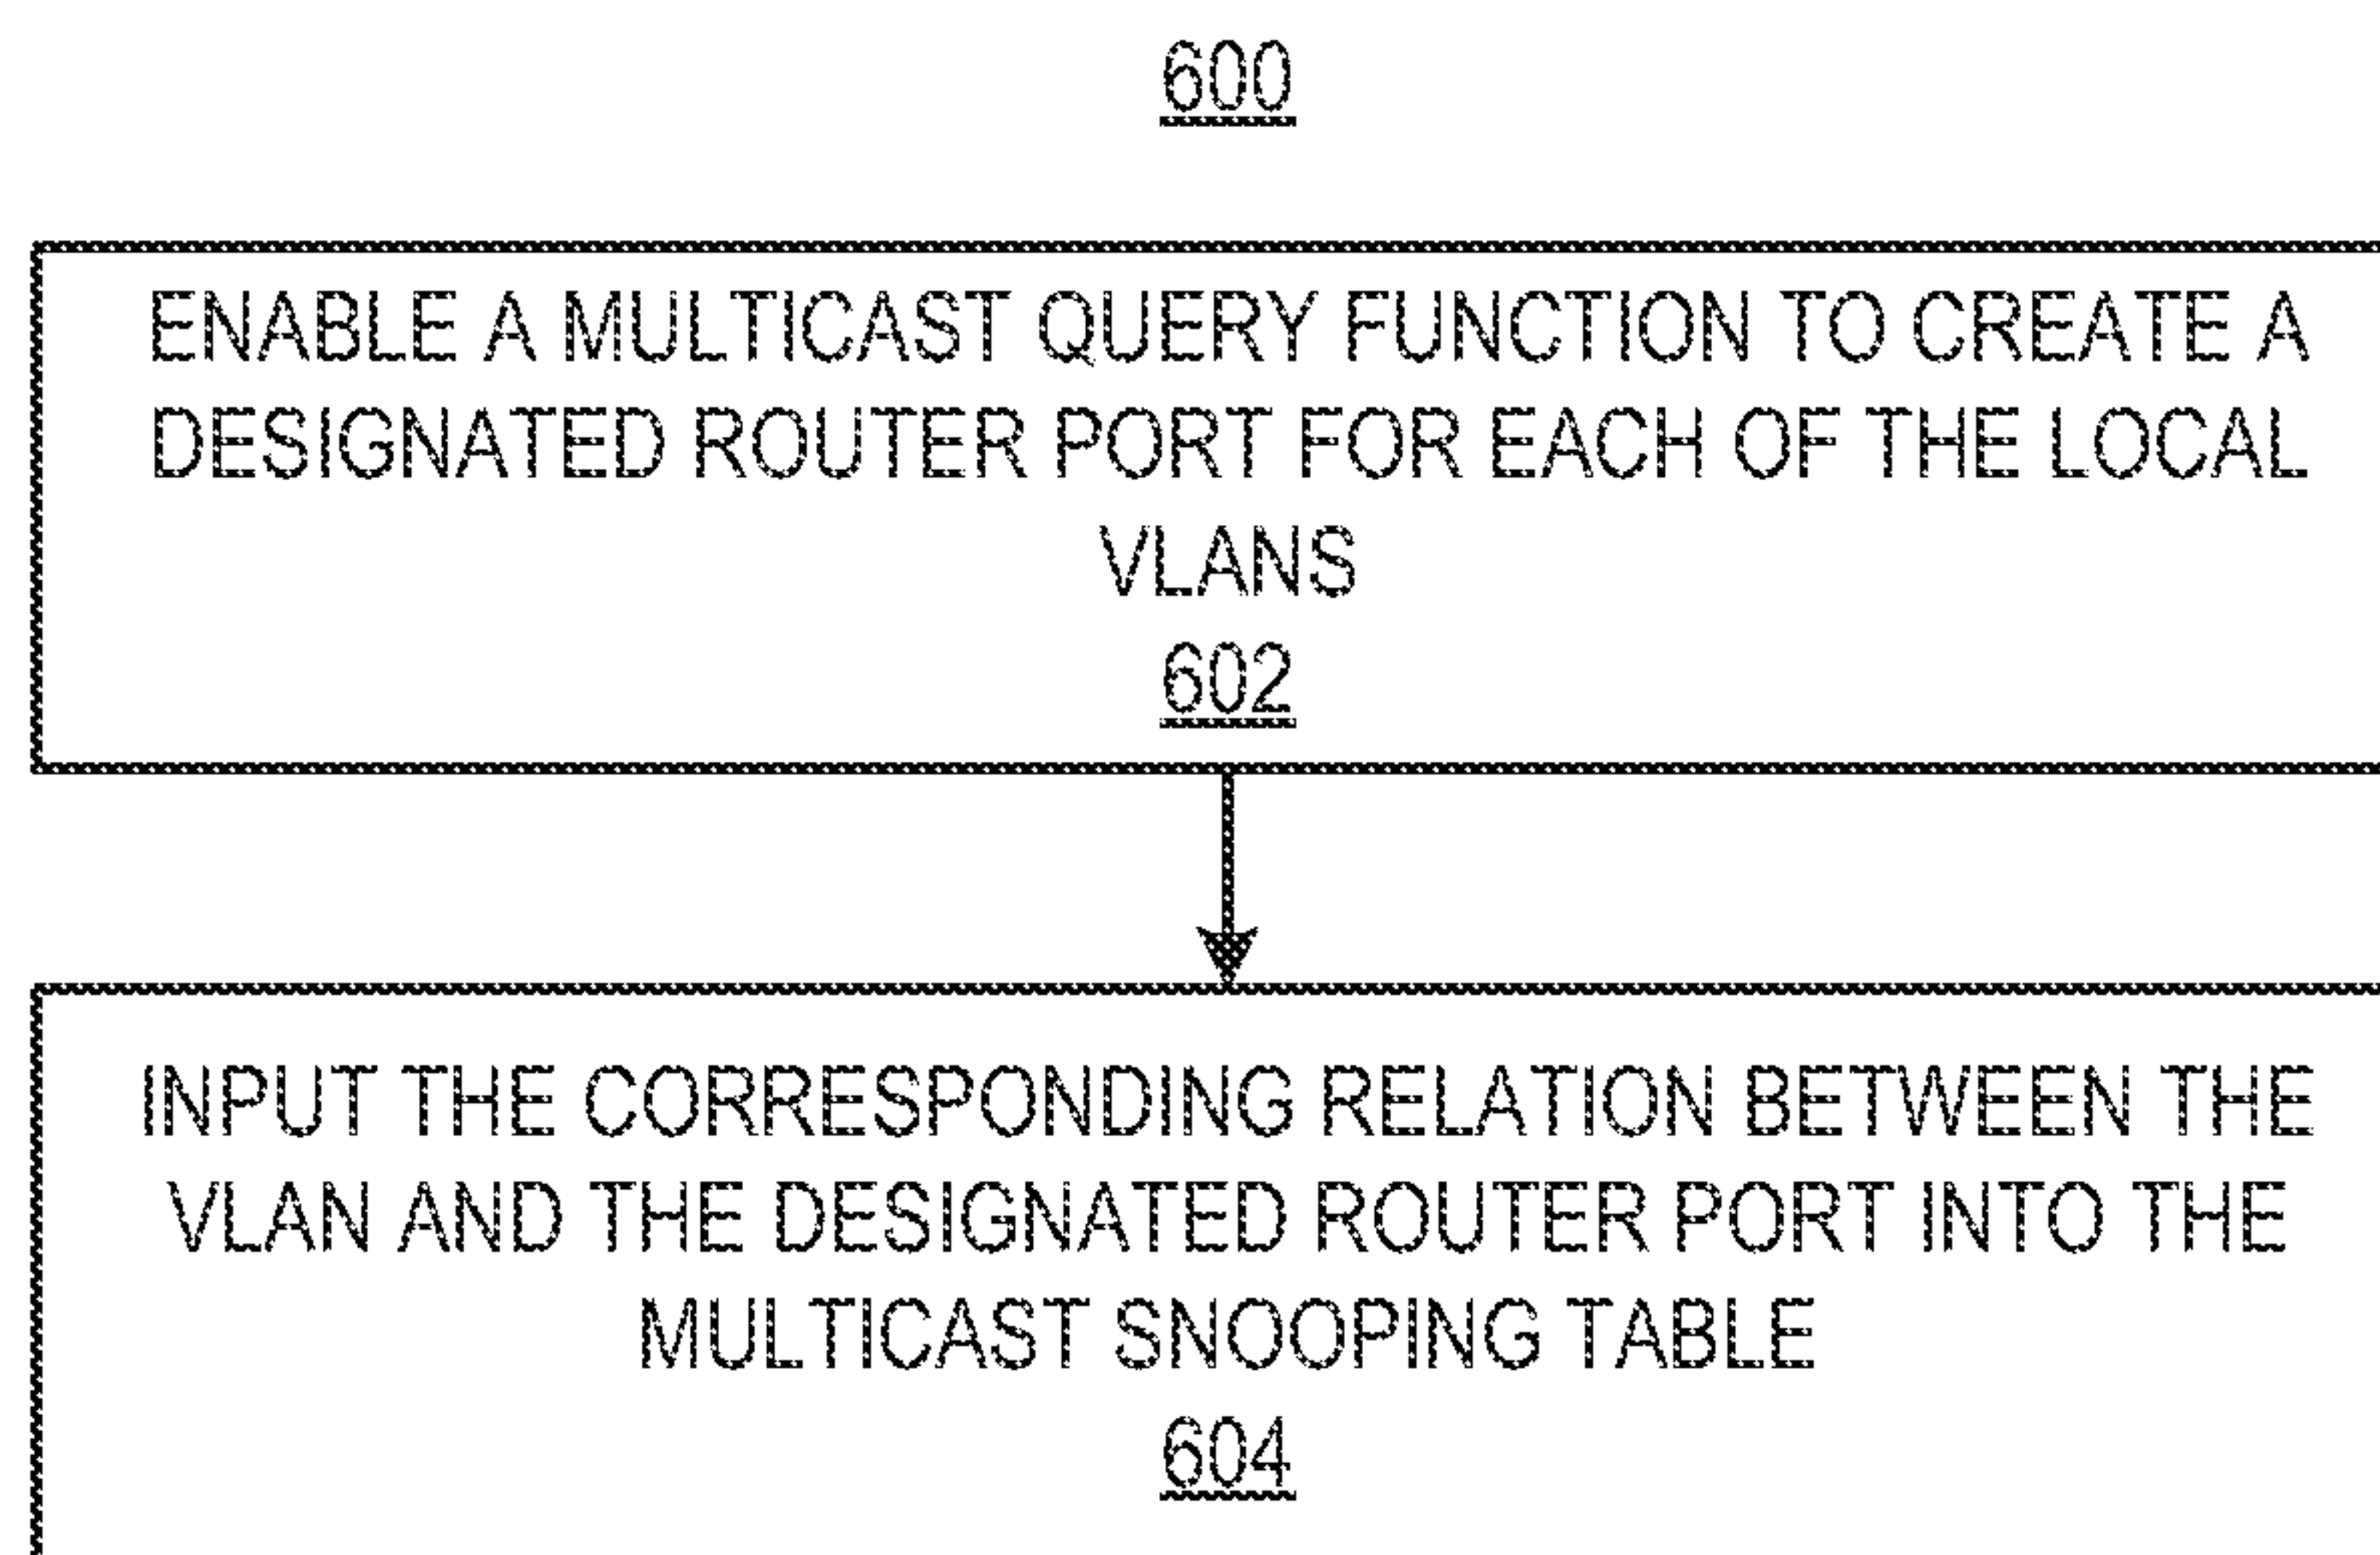 600
ENABLE A MULTICAST QUERY FUNCTION TO CREATE A
DESIGNATED ROUTER PORT FOR EACH OF THE LOCAL
VLANS
602
INPUT THE CORRESPONDING RELATION BETWEEN THE
VLAN AND THE DESIGNATED ROUTER PORT INTO THE
MULTICAST SNOOPING TABLE
604